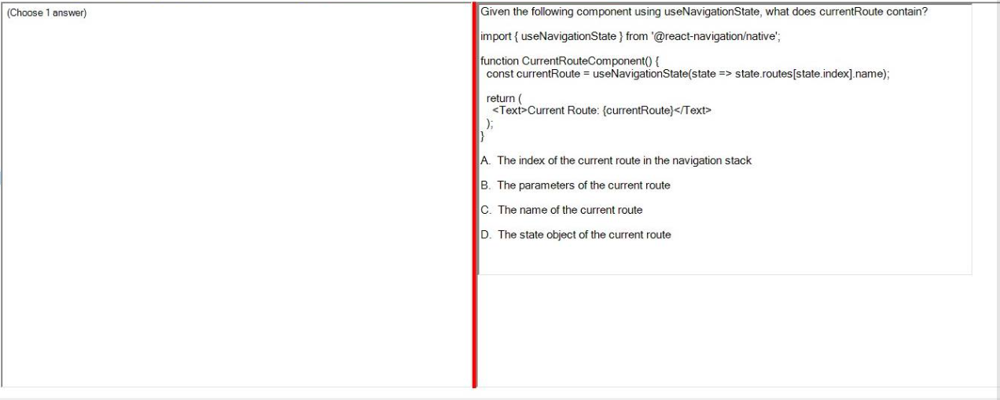 (Choose 1 answer)
Given the following component using useNavigationState, what does currentRoute contain?
import { useNavigationState } from '@react-navigation/native';
function CurrentRouteComponent() {
const currentRoute = useNavigationState(state => state.routes[state.index].name);
return (
<Text>Current Route: {currentRoute}</Text>
);
}
A. The index of the current route in the navigation stack
B. The parameters of the current route
C. The name of the current route
D. The state object of the current route